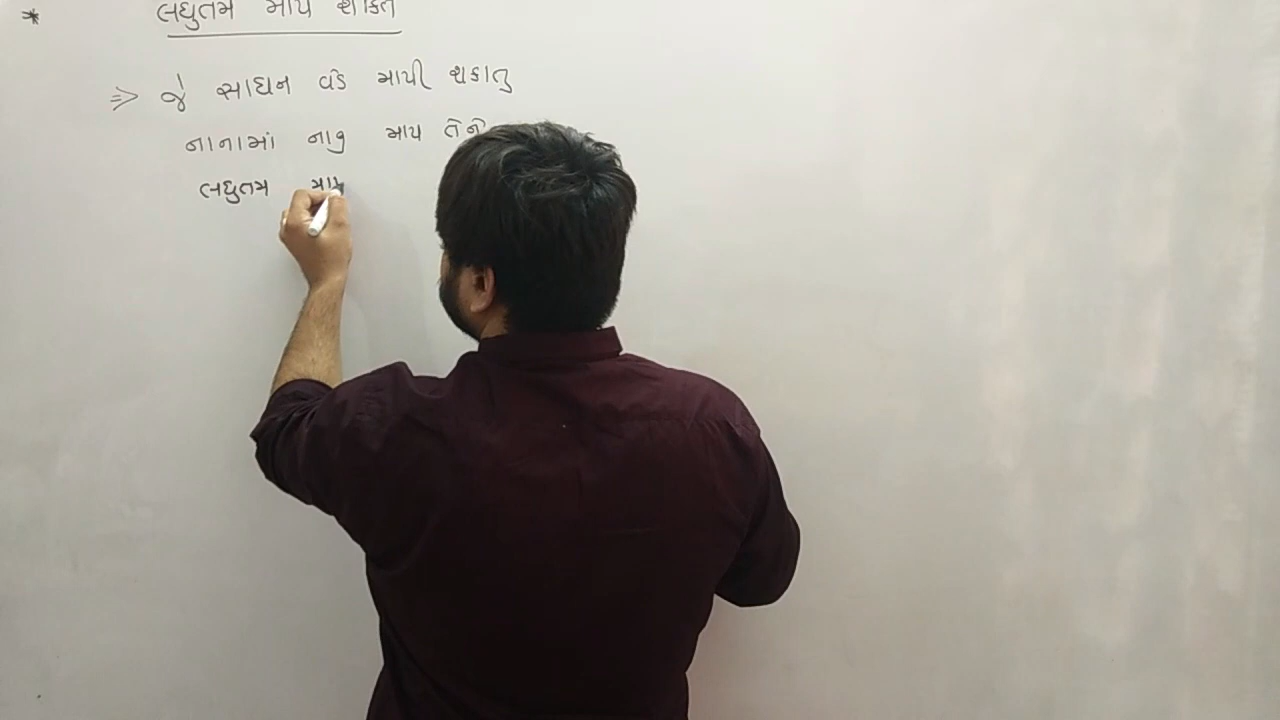 * લઘુતમ માપ શક્તિ
⇒ જે સાધન વડે માપી શકાતુ
નાનામાં નાનુ માપ તેને
લઘુતમ માપ